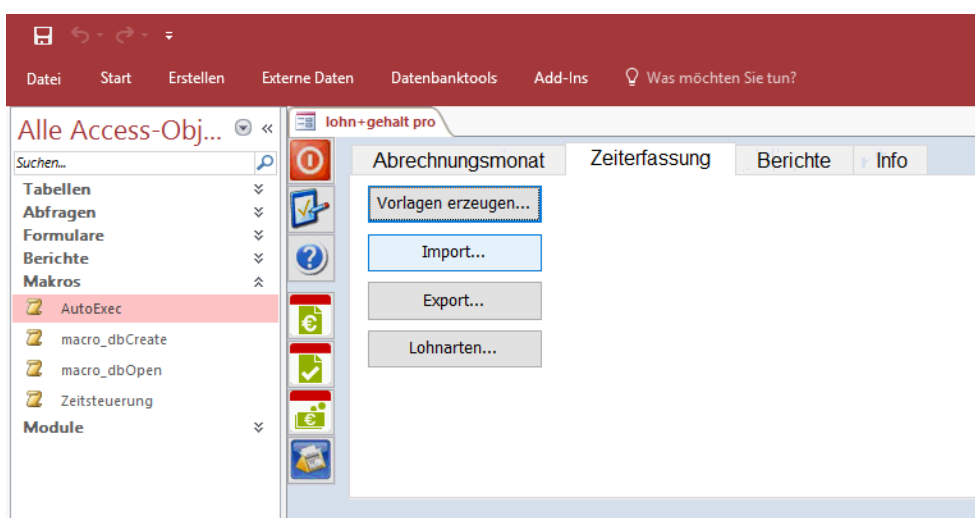 Datei Start Erstellen Externe Daten Datenbanktools Add-Ins Was möchten Sie tun?
Alle Access-Obj...
Suchen...
Tabellen
Abfragen
Formulare
Berichte
Makros
AutoExec
macro_dbCreate
macro_dbOpen
Zeitsteuerung
Module
lohn+gehalt pro
Abrechnungsmonat Zeiterfassung Berichte Info
Vorlagen erzeugen...
Import...
Export...
Lohnarten...